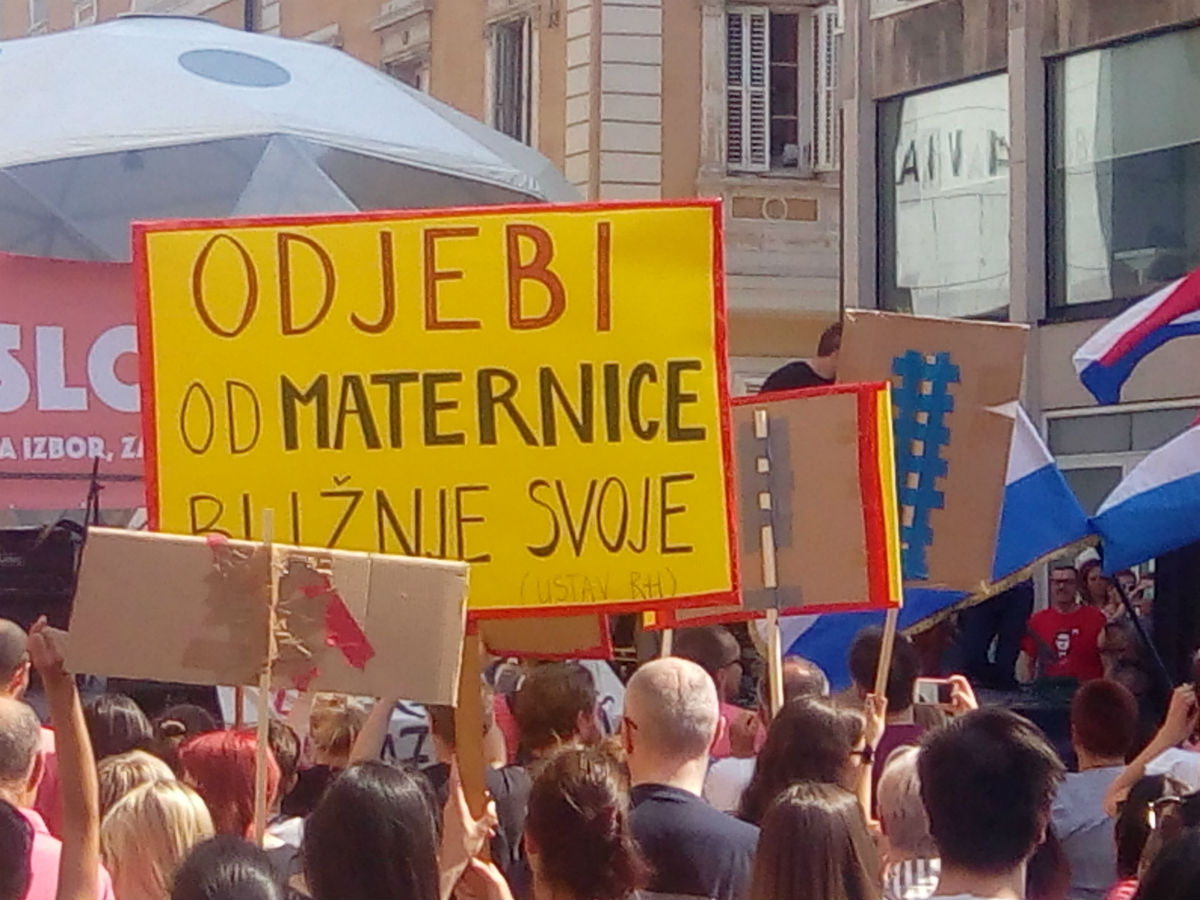 ODJEBI
OD MATERNICE
BLIŽNJE SVOJE
(USTAV RH)
SLO
A IZBOR, ZA